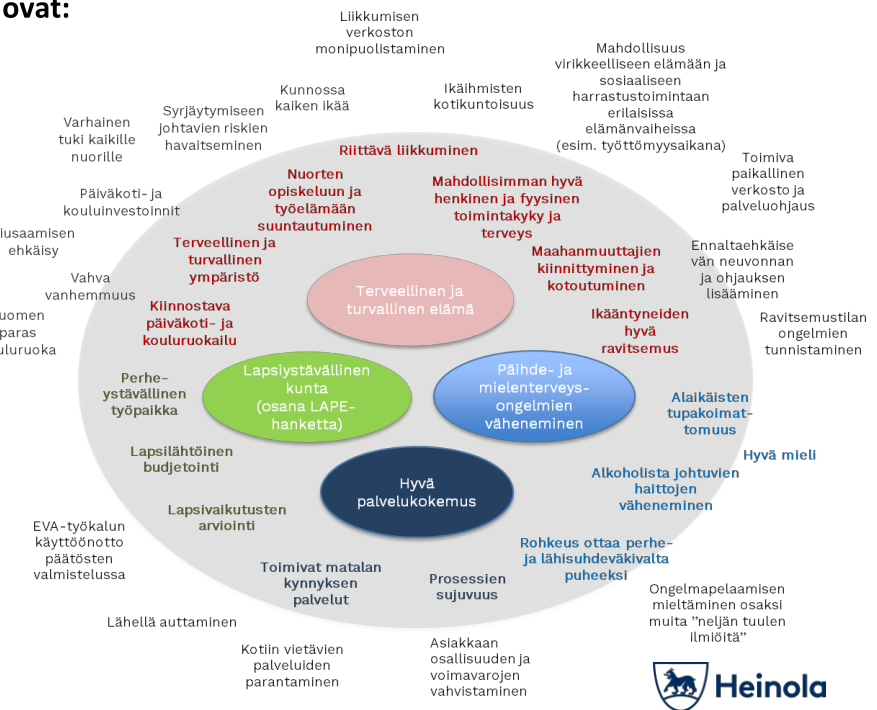 ovat:
Liikkumisen
verkoston
monipuolistaminen
Mahdollisuus
virikkeelliseen elämään ja
sosiaaliseen
harrastustoimintaan
erilaisissa
elämänvaiheissa
(esim. työttömyysaikana)
Kunnossa
kaiken ikää
Ikäihmisten
kotikuntoisuus
Syrjäytymiseen
johtavien riskien
havaitseminen
Varhainen
tuki kaikille
nuorille
Riittävä liikkuminen
Toimiva
paikallinen
verkosto ja
palveluohjaus
Nuorten
opiskeluun ja
työelämään
suuntautuminen
Mahdollisimman hyvä
henkinen ja fyysinen
toimintakyky ja
terveys
Päiväkoti- ja
kouluinvestoinnit
iusaamisen
ehkäisy
Terveellinen ja
turvallinen
ympäristö
Maahanmuuttajien
kiinnittyminen ja
kotoutuminen
Ennaltaehkäise
vän neuvonnan
ja ohjauksen
lisääminen
Vahva
vanhemmuus
Terveellinen ja
turvallinen elämä
Kiinnostava
päiväkoti- ja
kouluruokailu
Ikääntyneiden
hyvä
ravitsemus
uomen
paras
uluruoka
Ravitsemustilan
ongelmien
tunnistaminen
Perhe-
ystävällinen
työpaikka
Lapsiystävällinen
kunta
(osana LAPE-
hanketta)
Päihde- ja
mielenterveys-
ongelmien
väheneminen
Alaikäisten
tupakoimat-
tomuus
Lapsilähtöinen
budjetointi
Hyvä mieli
Hyvä
palvelukokemus
Alkoholista johtuvien
haittojen
väheneminen
Lapsivaikutusten
arviointi
EVA-työkalun
käyttöönotto
päätösten
valmistelussa
Rohkeus ottaa perhe-
ja lähisuhdeväkivalta
puheeksi
Toimivat matalan
kynnyksen
palvelut
Prosessien
sujuvuus
Ongelmapelaamisen
mieltäminen osaksi
muita ”neljän tuulen
ilmiöitä”
Lähellä auttaminen
Kotiin vietävien
palveluiden
parantaminen
Asiakkaan
osallisuuden ja
voimavarojen
vahvistaminen
Heinola